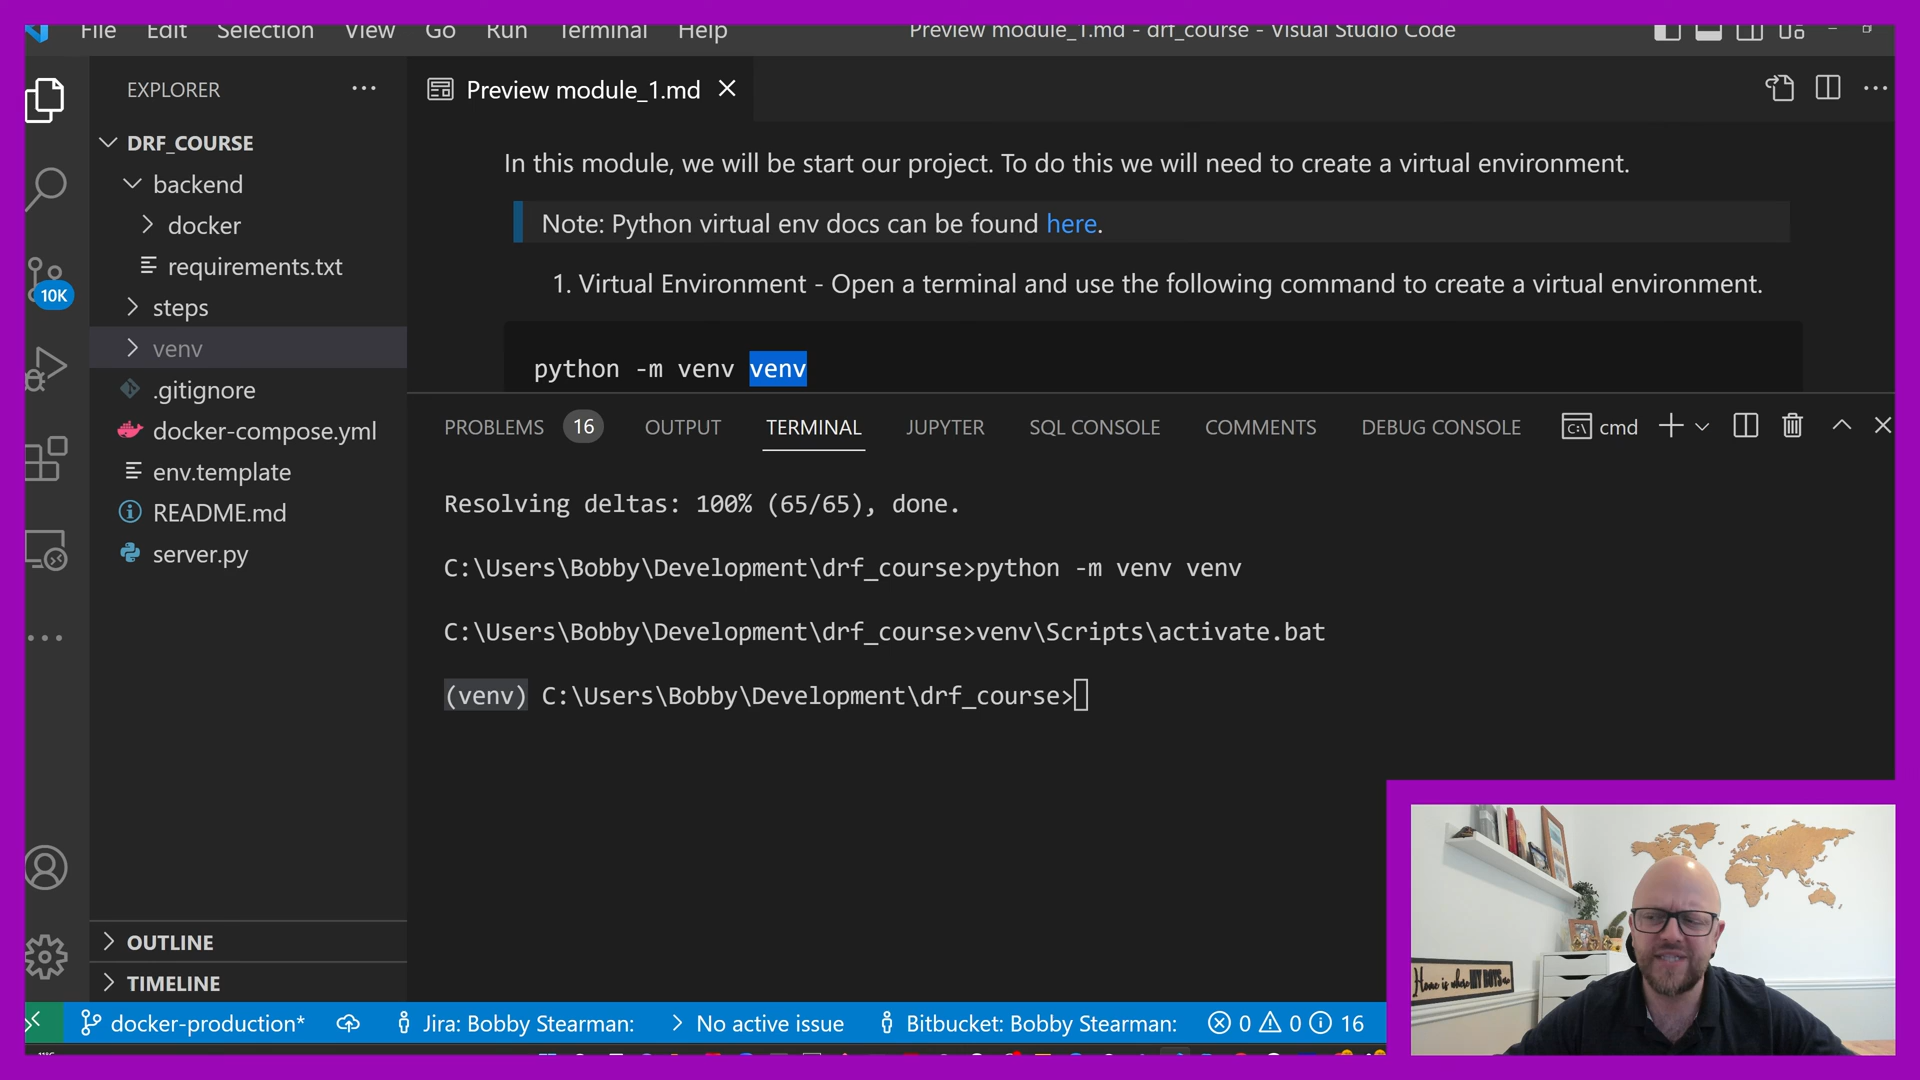 File Edit Selection View Go Run Terminal Help
Preview module_1.md - drf_course - Visual Studio Code
EXPLORER
DRF_COURSE
backend
docker
requirements.txt
steps
venv
.gitignore
docker-compose.yml
env.template
README.md
server.py
OUTLINE
TIMELINE
10K
Preview module_1.md
In this module, we will be start our project. To do this we will need to create a virtual environment.
Note: Python virtual env docs can be found here.
1. Virtual Environment - Open a terminal and use the following command to create a virtual environment.
python -m venv venv
PROBLEMS 16 OUTPUT TERMINAL JUPYTER SQL CONSOLE COMMENTS DEBUG CONSOLE cmd
Resolving deltas: 100% (65/65), done.
C:\Users\Bobby\Development\drf_course>python -m venv venv
C:\Users\Bobby\Development\drf_course>venv\Scripts\activate.bat
(venv) C:\Users\Bobby\Development\drf_course>
Home is where MY BOYS are
docker-production* Jira: Bobby Stearman: No active issue Bitbucket: Bobby Stearman: 0 0 16